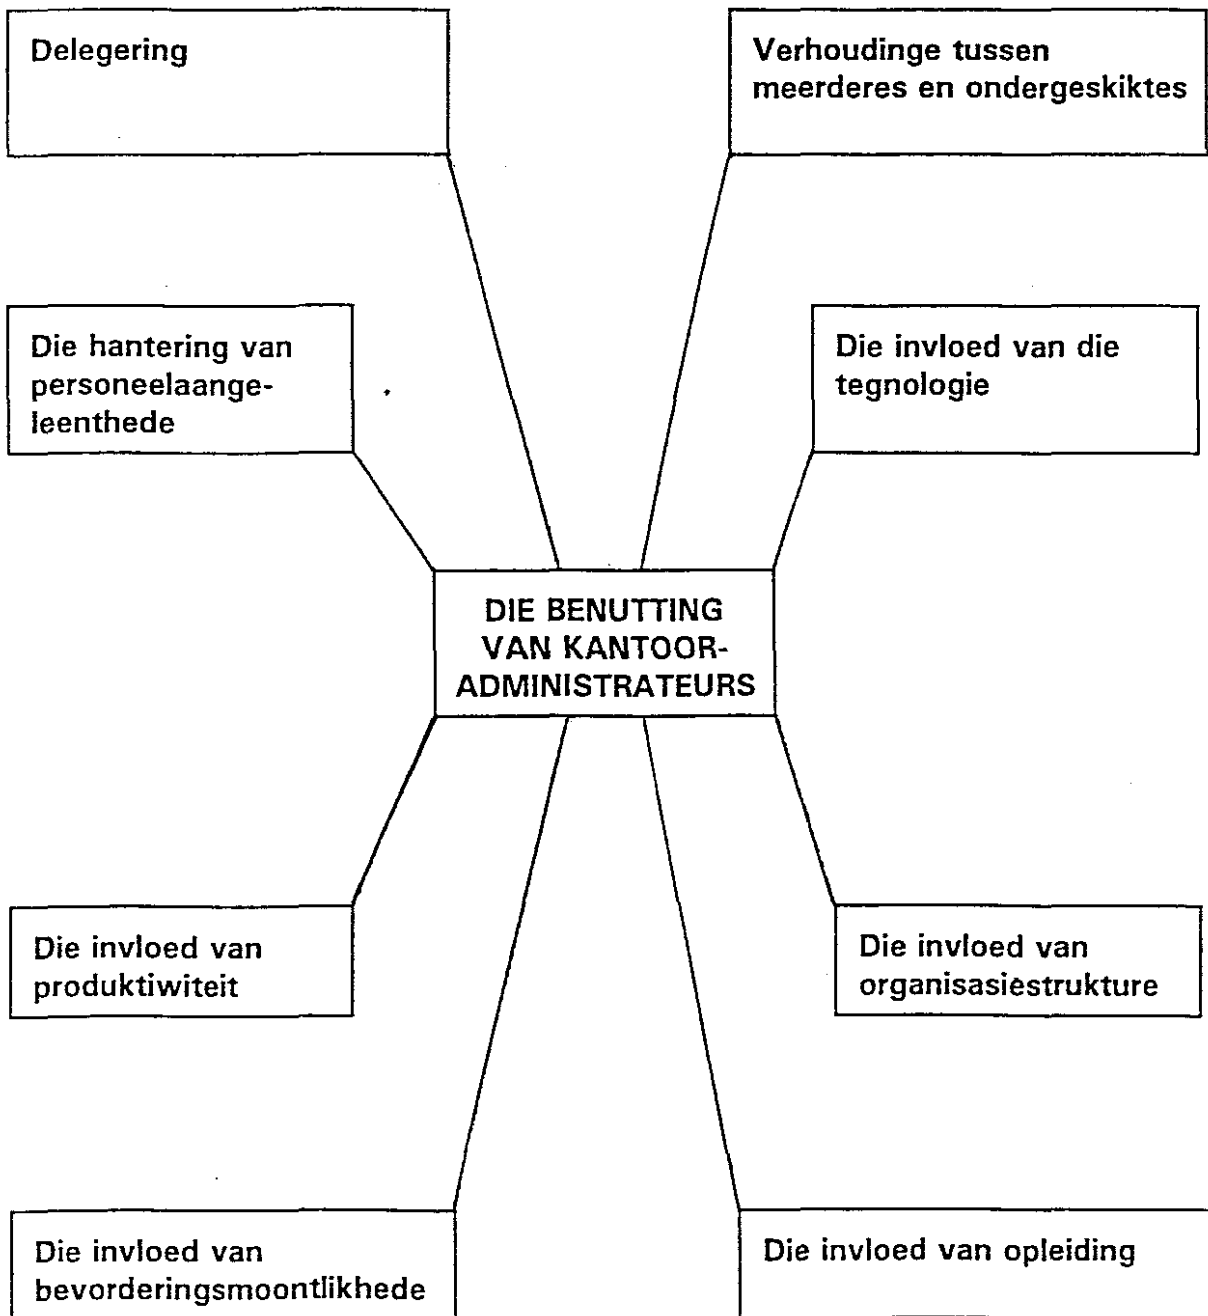 Delegering
Verhoudinge tussen
meerderes en ondergeskiktes
Die hantering van
personeelaange-
leenthede
Die invloed van die
tegnologie
DIE BENUTTING
VAN KANTOOR-
ADMINISTRATEURS
Die invloed van
produktiwiteit
Die invloed van
organisasiestrukture
Die invloed van
bevorderingsmoontlikhede
Die invloed van opleiding